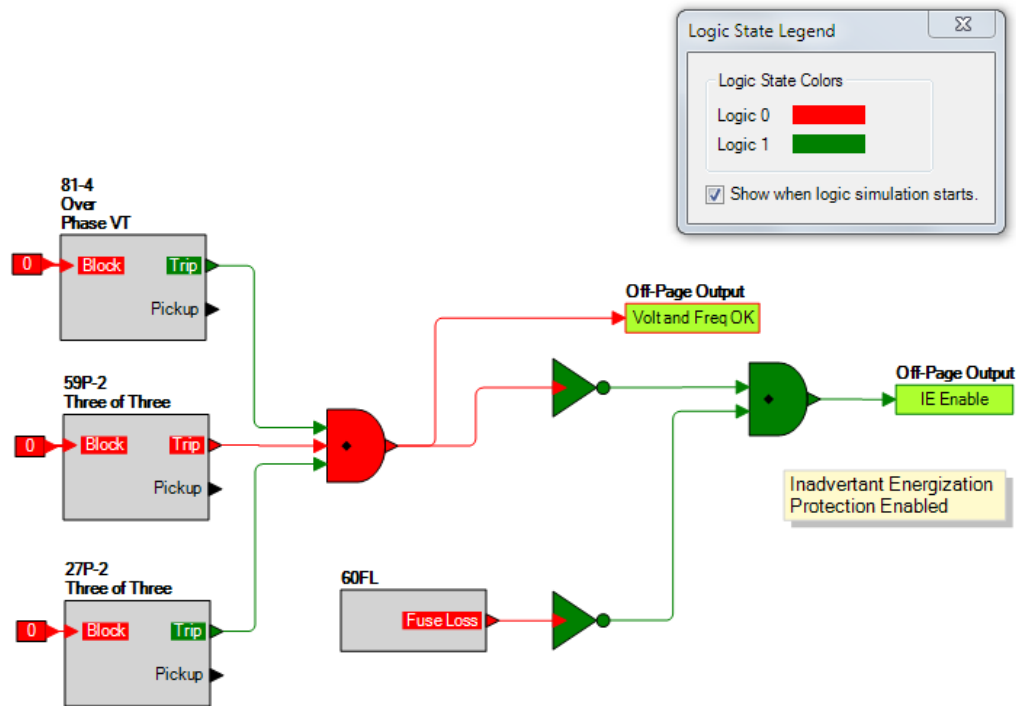 Logic State Legend
Logic State Colors
Logic 0
Logic 1
Show when logic simulation starts.
81-4
Over
Phase VT
0
Block
Trip
Pickup
Off-Page Output
Volt and Freq OK
59P-2
Three of Three
0
Block
Trip
Pickup
Off-Page Output
IE Enable
Inadvertant Energization
Protection Enabled
27P-2
Three of Three
0
Block
Trip
Pickup
60FL
Fuse Loss